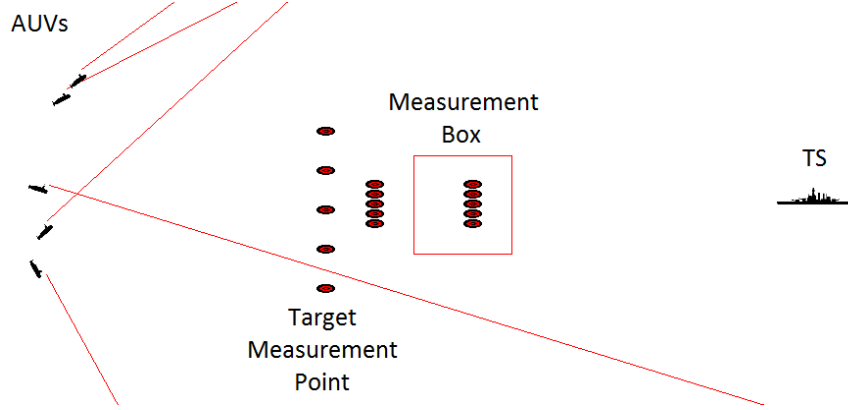 AUVs
Measurement
Box
TS
Target
Measurement
Point